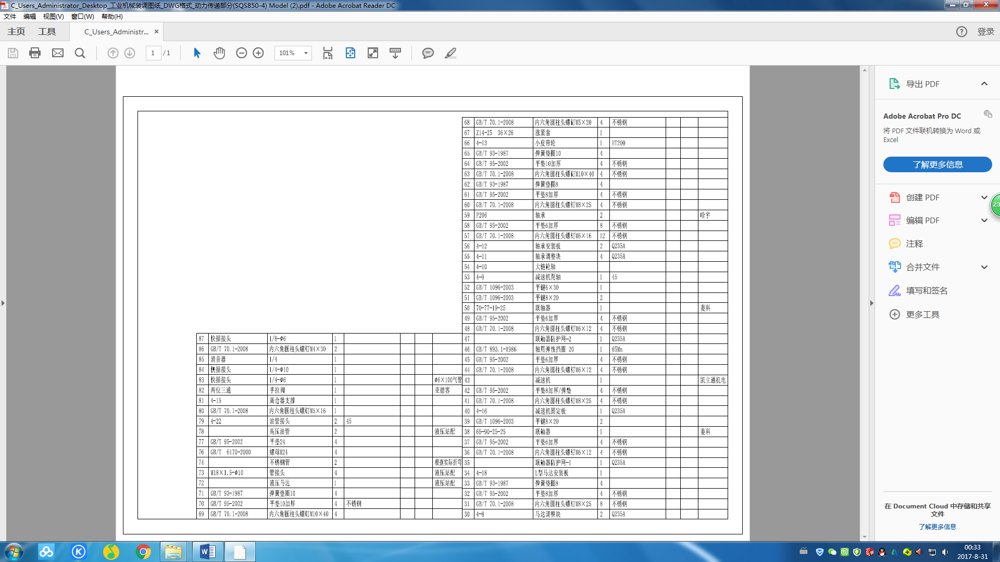 C_Users_Administrator_Desktop_工业机械装调图纸_DWG格式_动力传递部分(SQS850-4) Model (2).pdf - Adobe Acrobat Reader DC
文件 编辑 视图(V) 窗口(W) 帮助(H)
主页 工具 C_Users_Administr... × 登录
1 / 1 101%
68 GB/T 70.1-2008 内六角圆柱头螺钉M5×20 4 不锈钢
67 Z14-25 36×26 涨紧套 1
66 4-13 小皮带轮 1 HT200
65 GB/T 93-1987 弹簧垫圈10 4
64 GB/T 95-2002 平垫10加厚 4 不锈钢
63 GB/T 70.1-2008 内六角圆柱头螺钉M10×40 4 不锈钢
62 GB/T 93-1987 弹簧垫圈8 4
61 GB/T 95-2002 平垫8加厚 4 不锈钢
60 GB/T 70.1-2008 内六角圆柱头螺钉M8×25 4 不锈钢
59 P206 轴承 2 哈宇
58 GB/T 95-2002 平垫6加厚 8 不锈钢
57 GB/T 70.1-2008 内六角圆柱头螺钉M6×16 12 不锈钢
56 4-12 轴承安装板 2 Q235A
55 4-11 轴承调整块 4 Q235A
54 4-10 大链轮轴
53 4-9 减速机用轴 1 45
52 GB/T 1096-2003 平键6×30 1
51 GB/T 1096-2003 平键8×20 2
50 70-77-19-25 联轴器 1 菱科
49 GB/T 95-2002 平垫6加厚 4 不锈钢
48 GB/T 70.1-2008 内六角圆柱头螺钉M6×12 4 不锈钢
47 联轴器防护网-2 1 Q235A
46 GB/T 893.1-1986 轴用弹性挡圈 20 1 65Mn
45 GB/T 95-2002 平垫6加厚 4 不锈钢
44 GB/T 70.1-2008 内六角圆柱头螺钉M6×12 4 不锈钢
43 减速机 1 凯立通机电
42 GB/T 95-2002 平垫8加厚/弹垫 4 不锈钢
41 GB/T 70.1-2008 内六角圆柱头螺钉M8×25 4 不锈钢
40 4-16 减速机固定板 1 Q235A
39 GB/T 1096-2003 平键8×20 2
38 65-90-25-25 联轴器 1 菱科
37 GB/T 95-2002 平垫6加厚 4 不锈钢
36 GB/T 70.1-2008 内六角圆柱头螺钉M6×12 4 不锈钢
35 联轴器防护网-1 1 Q235A
34 4-18 L型马达安装板 1
33 GB/T 93-1987 弹簧垫圈8 4
32 GB/T 95-2002 平垫8加厚 4 不锈钢
31 GB/T 70.1-2008 内六角圆柱头螺钉M8×25 8 不锈钢
30 4-8 马达调整块 2 Q235A
87 快插接头 1/8-Φ6 1
86 GB/T 70.1-2008 内六角圆柱头螺钉M4×30 2
85 消音器 1/4 1
84 快插接头 1/4-Φ10 1
83 快插接头 1/4-Φ6 1 Φ6×100气管
82 两位三通 手拉阀 1 亚德客
81 4-15 离合器支撑 1
80 GB/T 70.1-2008 内六角圆柱头螺钉M5×16 1
79 4-22 油管接头 2 45
78 高压油管 2 液压站配
77 GB/T 95-2002 平垫24 4
76 GB/T 6170-2000 螺母M24 4
74 不锈钢管 2 根据实际折弯
73 M18×1.5-Φ10 管接头 4 液压站配
72 液压马达 1 液压站配
71 GB/T 93-1987 弹簧垫圈10 4
70 GB/T 95-2002 平垫10加厚 4 不锈钢
69 GB/T 70.1-2008 内六角圆柱头螺钉M10×40 4
导出 PDF
Adobe Acrobat Pro DC
将 PDF 文件联机转换为 Word 或
Excel
了解更多信息
创建 PDF
23
编辑 PDF
注释
合并文件
填写和签名
更多工具
在 Document Cloud 中存储和共享
文件
了解更多信息
00:33
2017-8-31